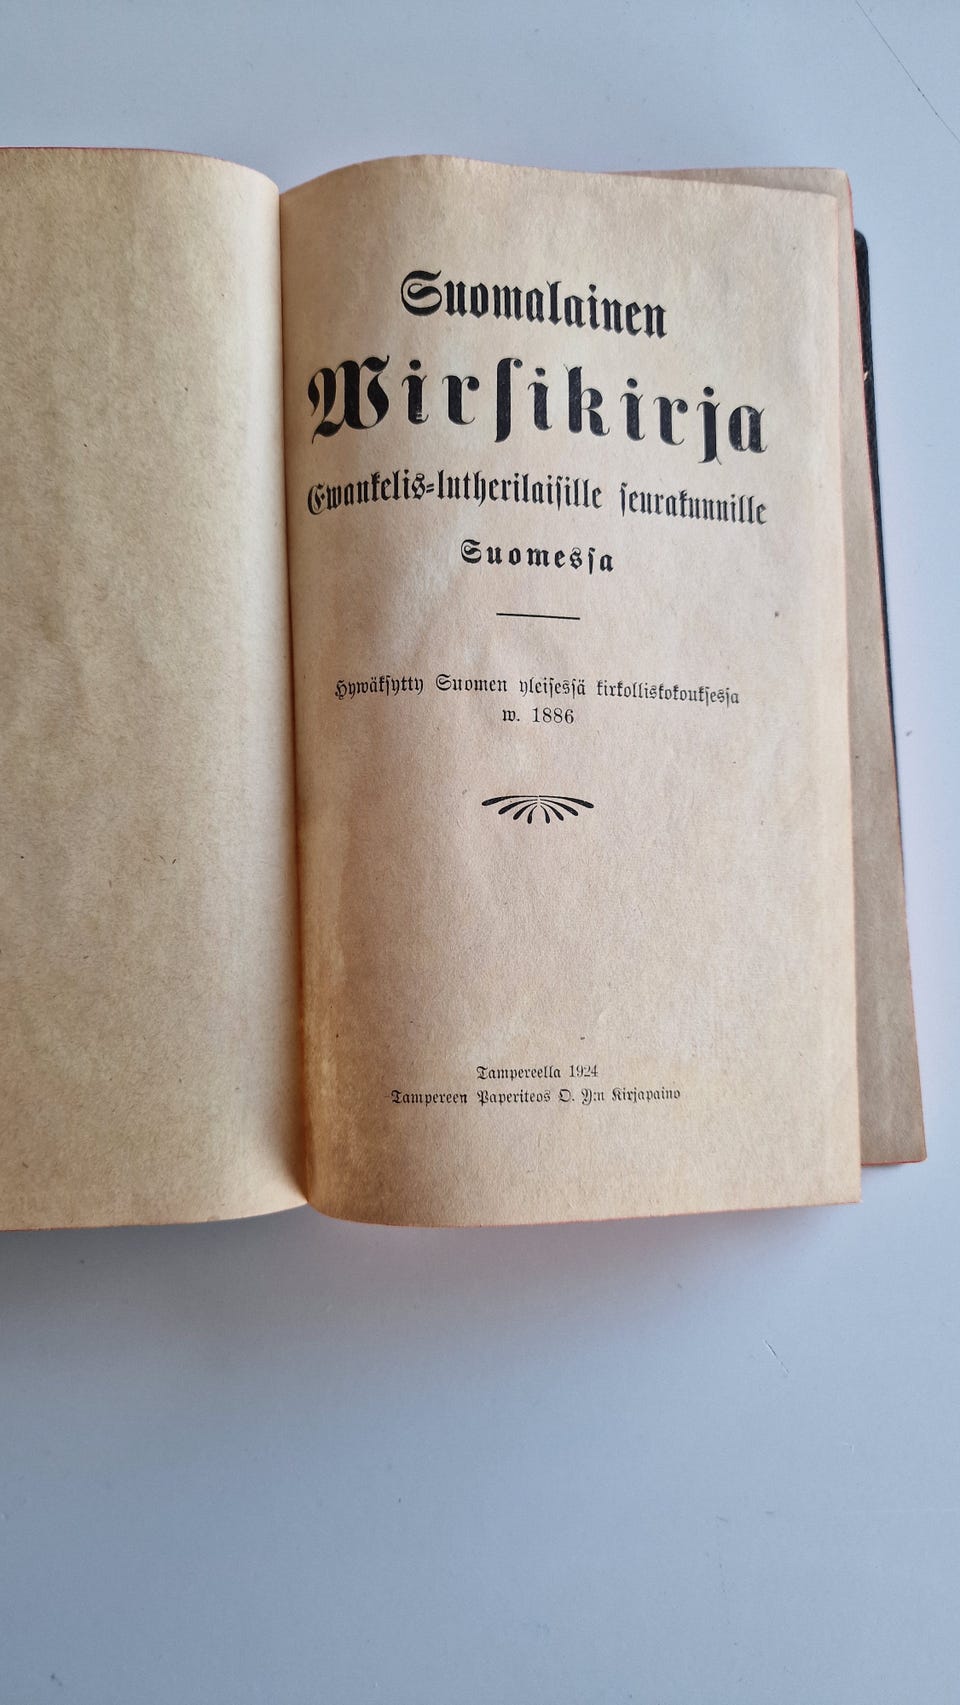 Suomalainen
Wirsikirja
Ewankelis-lutherilaisille seurakunnille
Suomessa
Hywäksytty Suomen yleisessä kirkolliskokouksessa
w. 1886
Tampereella 1924
Tampereen Paperiteos O. Y:n Kirjapaino